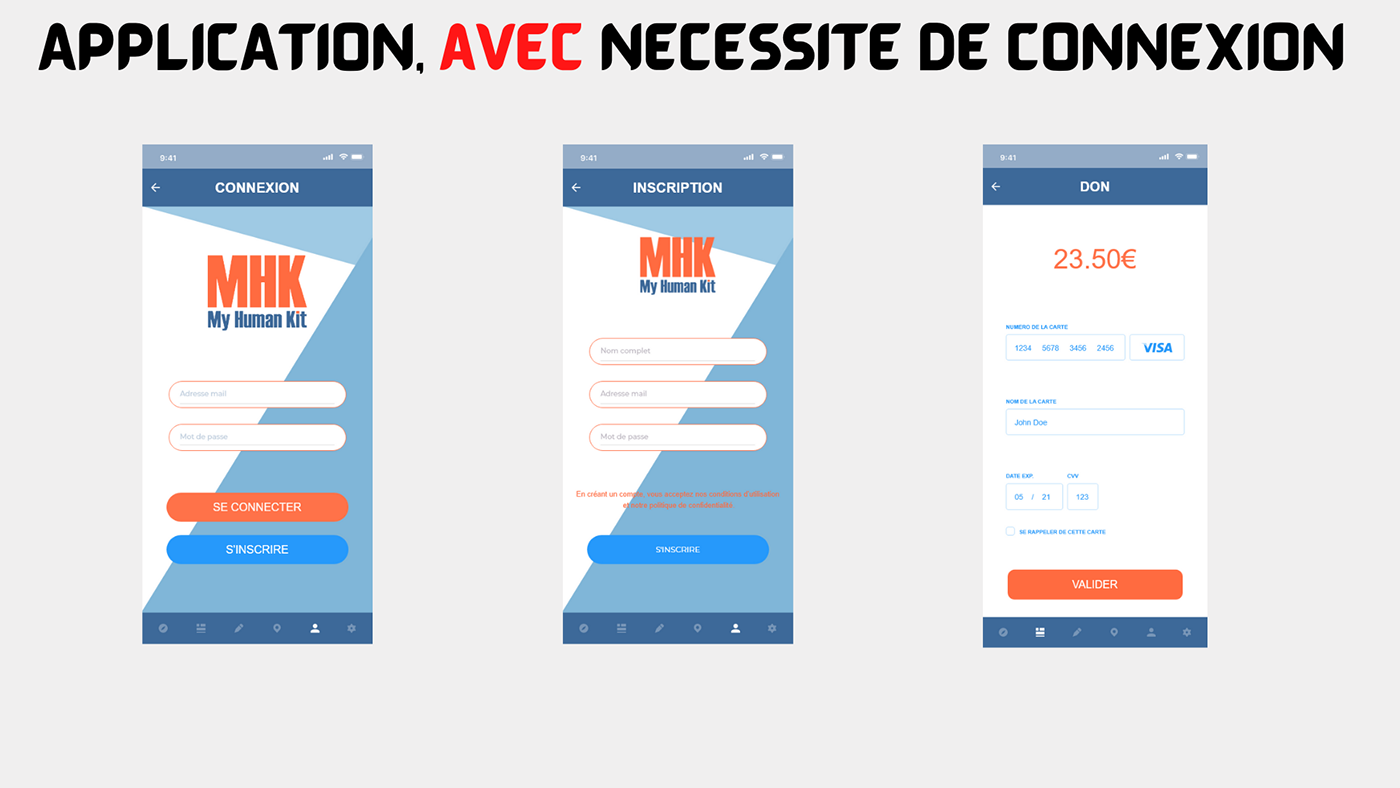 APPLICATION, AVEC NECESSITE DE CONNEXION
9:41
CONNEXION
MHK
My Human Kit
Adresse mail
Mot de passe
SE CONNECTER
S'INSCRIRE
9:41
INSCRIPTION
MHK
My Human Kit
Nom complet
Adresse mail
Mot de passe
En créant un compte, vous acceptez nos conditions d'utilisation
et notre politique de confidentialité
S'INSCRIRE
9:41
DON
23.50€
NUMERO DE LA CARTE
1234 5678 3456 2456
VISA
NOM DE LA CARTE
John Doe
DATE EXP. CVV
05 / 21 123
SE RAPPELER DE CETTE CARTE
VALIDER